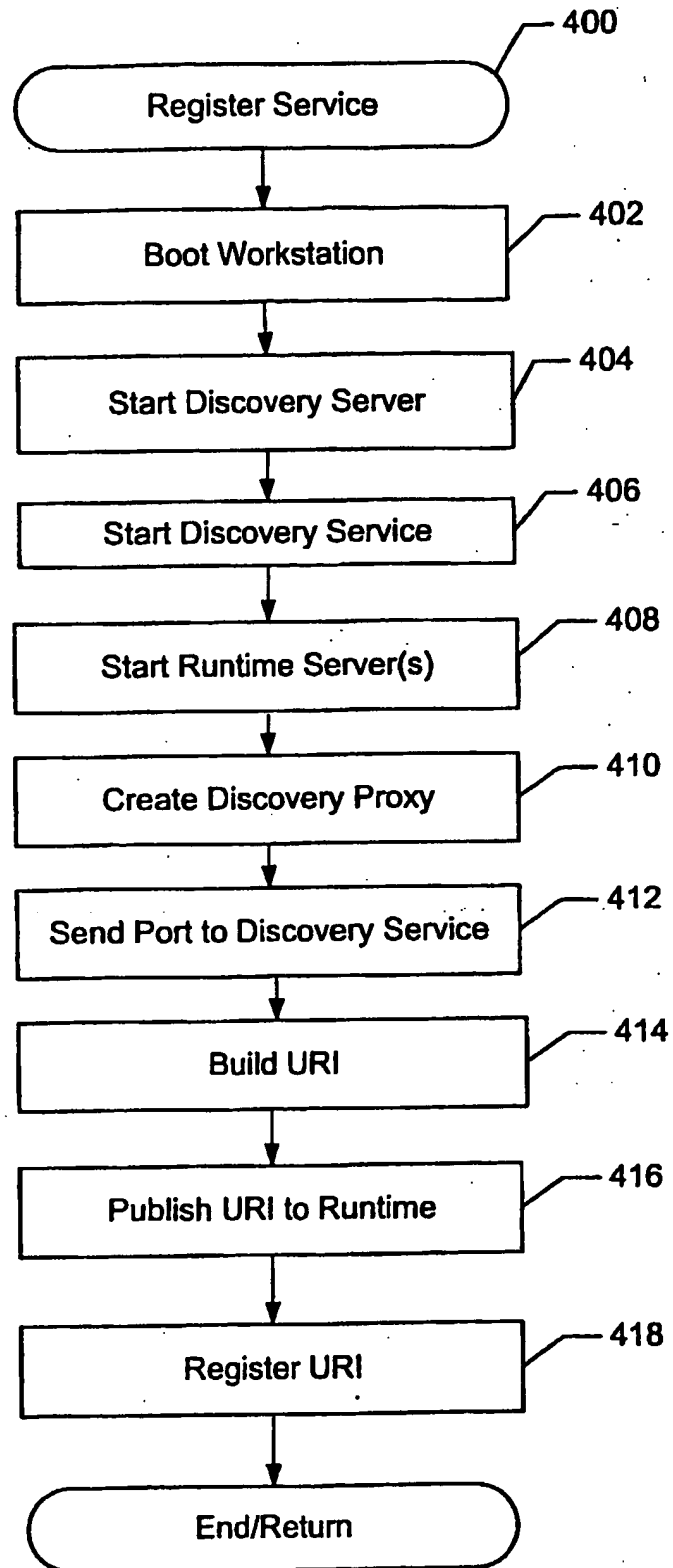 400
Register Service
402
Boot Workstation
404
Start Discovery Server
406
Start Discovery Service
408
Start Runtime Server(s)
410
Create Discovery Proxy
412
Send Port to Discovery Service
414
Build URI
416
Publish URI to Runtime
418
Register URI
End/Return